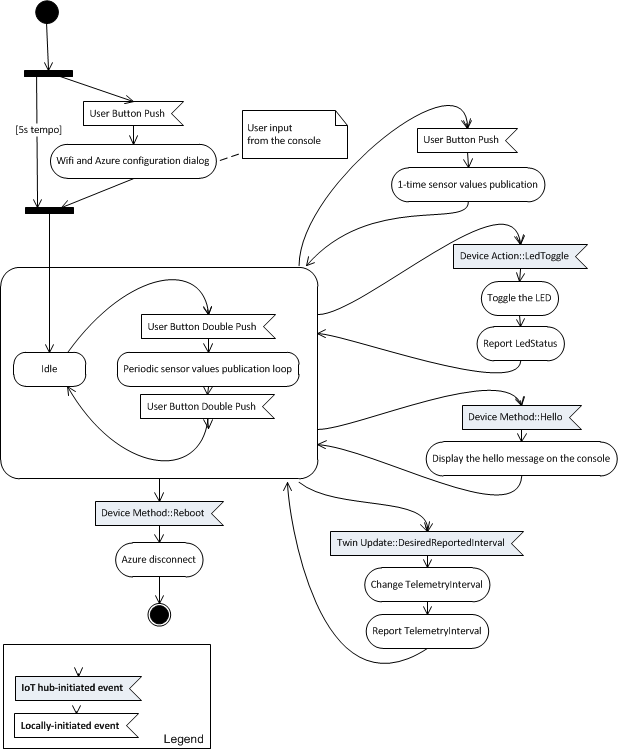 User Button Push
[5s tempo]
Wifi and Azure configuration dialog
User input
from the console
User Button Push
1-time sensor values publication
Device Action::LedToggle
Toggle the LED
Report LedStatus
User Button Double Push
Idle
Periodic sensor values publication loop
User Button Double Push
Device Method::Hello
Display the hello message on the console
Device Method::Reboot
Azure disconnect
Twin Update::DesiredReportedInterval
Change TelemetryInterval
Report TelemetryInterval
IoT hub-initiated event
Locally-initiated event
Legend